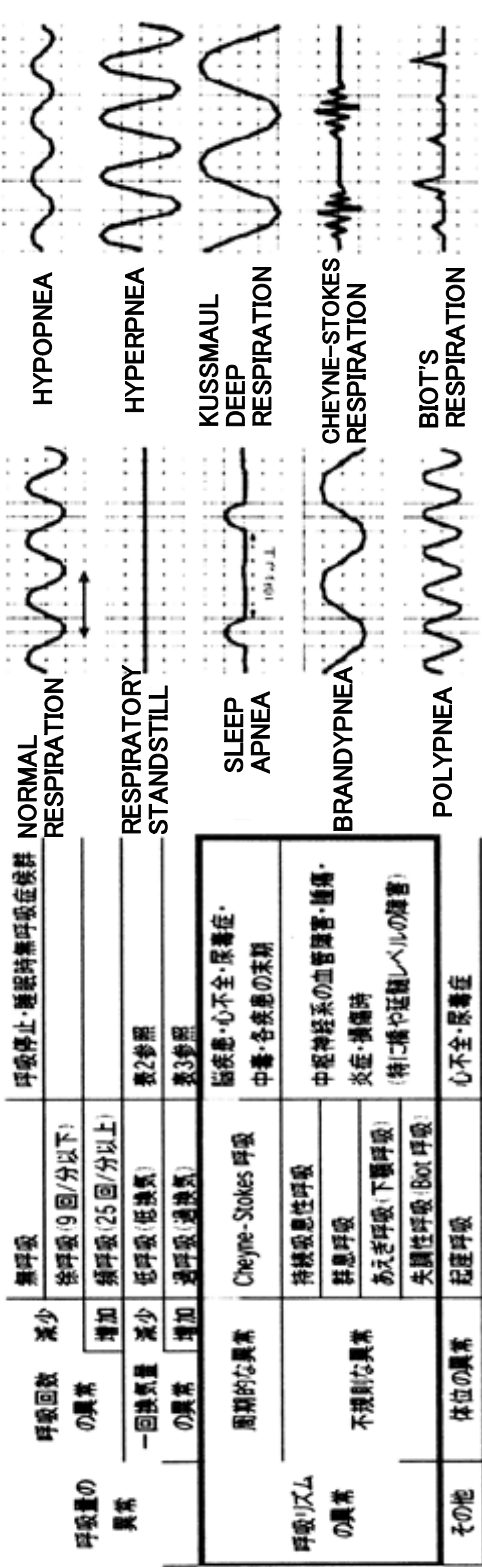 呼吸量の
異常
呼吸回数
の異常
減少
無呼吸
呼吸停止・睡眠時無呼吸症候群
徐呼吸(9回/分以下)
増加
頻呼吸(25回/分以上)
一回換気量
の異常
減少
低呼吸(低換気)
表2参照
増加
過呼吸(過換気)
表3参照
呼吸リズム
の異常
周期的な異常
Cheyne-Stokes 呼吸
脳疾患・心不全・尿毒症・
中毒・各疾患の末期
不規則な異常
持続吸息性呼吸
群息呼吸
あえぎ呼吸(下顎呼吸)
失調性呼吸(Biot 呼吸)
中枢神経系の血管障害・腫瘍・
炎症・損傷時
(特に橋や延髄レベルの障害)
その他
体位の異常
起座呼吸
心不全・尿毒症
NORMAL
RESPIRATION
HYPOPNEA
RESPIRATORY
STANDSTILL
HYPERPNEA
SLEEP
APNEA
KUSSMAUL
DEEP
RESPIRATION
BRANDYPNEA
CHEYNE-STOKES
RESPIRATION
POLYPNEA
BIOT'S
RESPIRATION